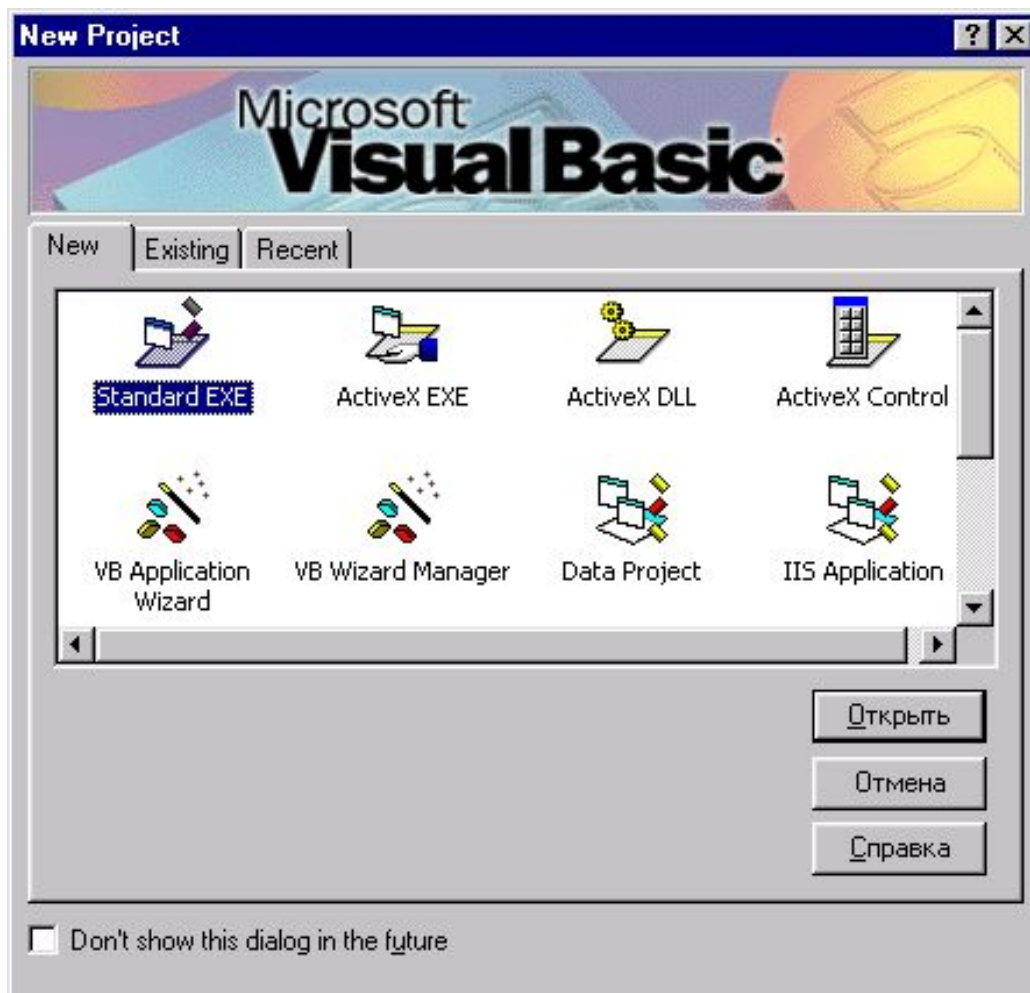 New Project
Microsoft
Visual Basic
New Existing Recent
Standard EXE ActiveX EXE ActiveX DLL ActiveX Control
VB Application Wizard VB Wizard Manager Data Project IIS Application
Открыть
Отмена
Справка
Don't show this dialog in the future